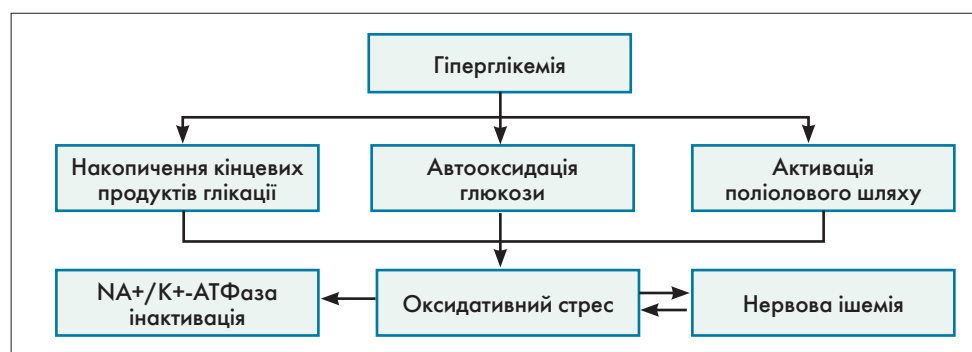 Гіперглікемія
Накопичення кінцевих
продуктів глікації
Автооксидація
глюкози
Активація
поліолового шляху
NA+/K+-АТФаза
інактивація
Оксидативний стрес
Нервова ішемія